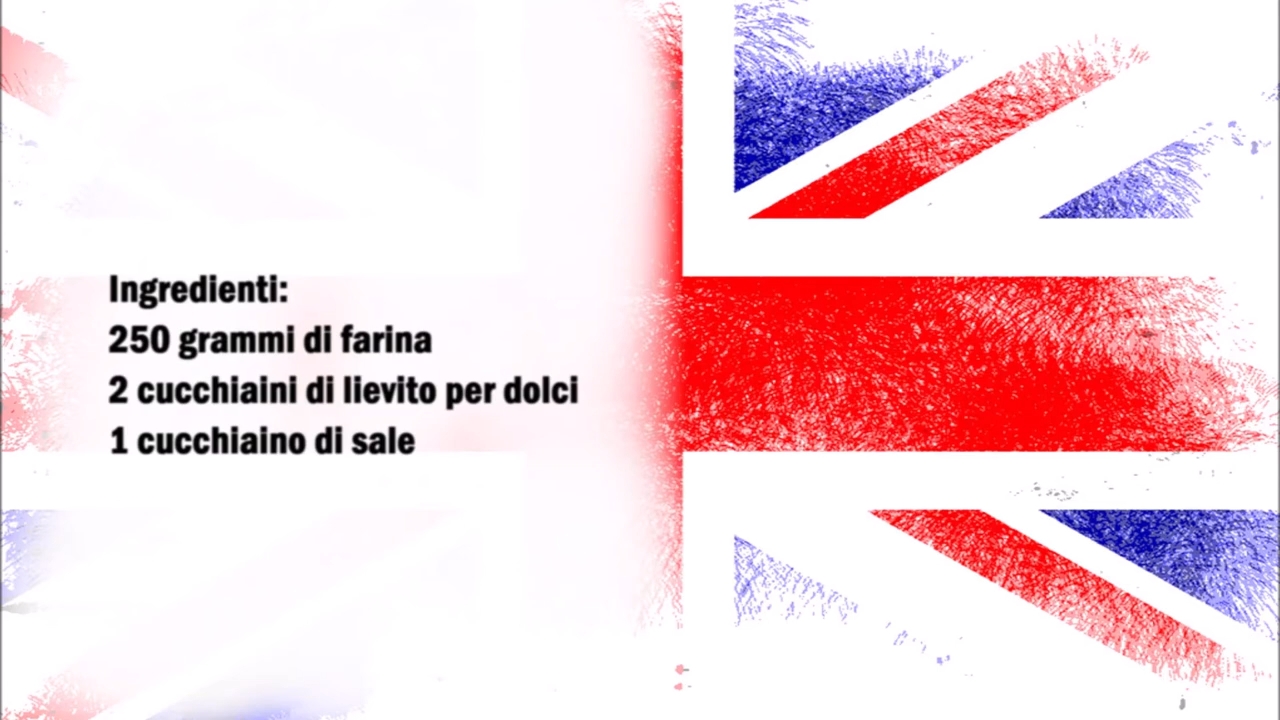 Ingredienti:
250 grammi di farina
2 cucchiaini di lievito per dolci
1 cucchiaino di sale